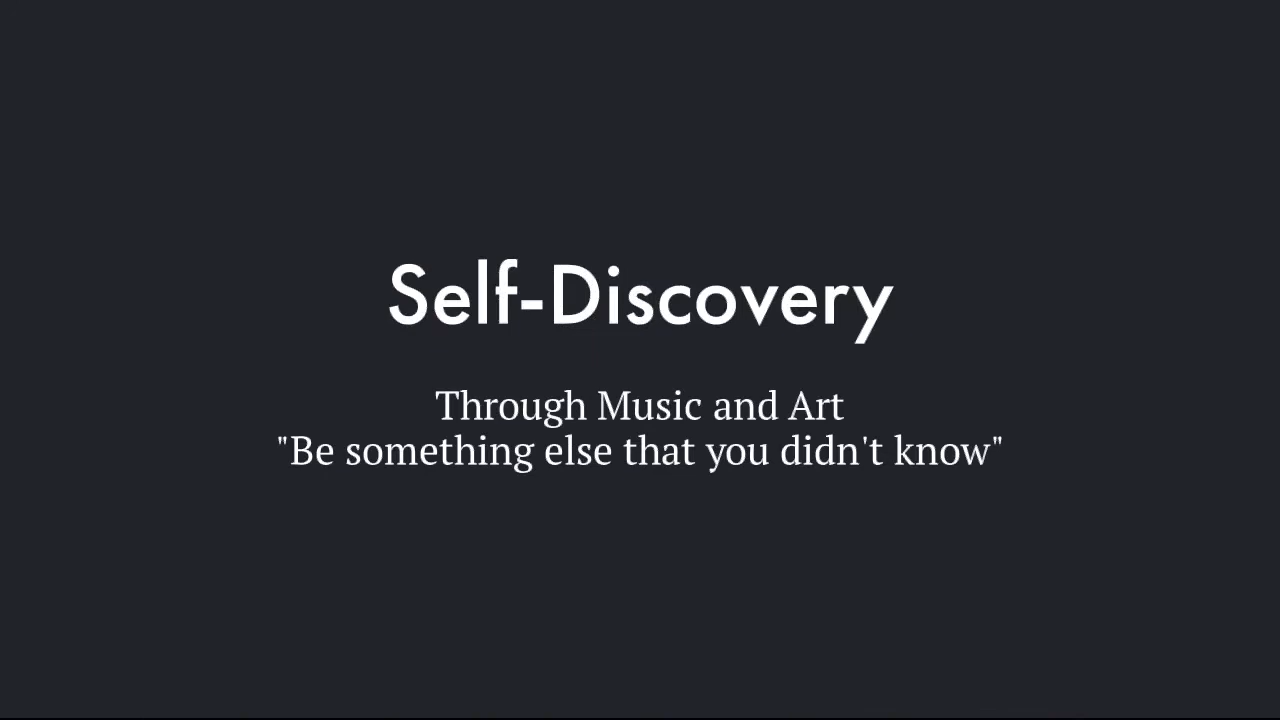 Self-Discovery
Through Music and Art
"Be something else that you didn't know"